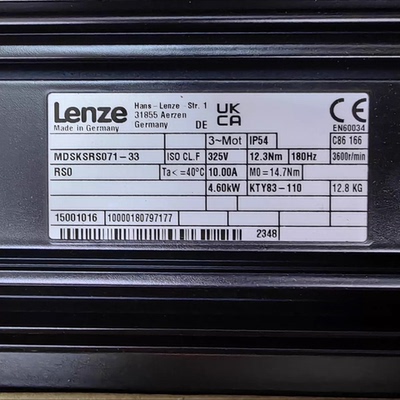 Lenze
Made in Germany
Hans - Lenze - Str. 1
31855 Aerzen
Germany DE
UK CA
CE
EN60034
3~Mot IP54 C86 166
MDSKSRS071-33 ISO CL.F 325V 12.3Nm 180Hz 3600r/min
RS0 Ta<=40°C 10.00A M0=14.7Nm
4.60kW KTY83-110 12.8 KG
15001016 10000180797177
2348